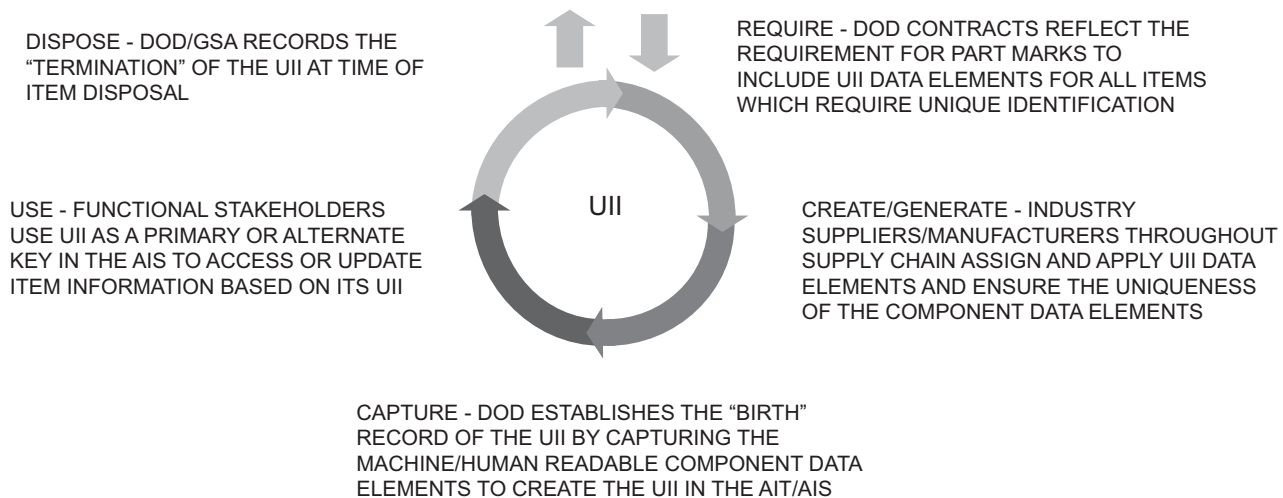 DISPOSE - DOD/GSA RECORDS THE
“TERMINATION” OF THE UII AT TIME OF
ITEM DISPOSAL
REQUIRE - DOD CONTRACTS REFLECT THE
REQUIREMENT FOR PART MARKS TO
INCLUDE UII DATA ELEMENTS FOR ALL ITEMS
WHICH REQUIRE UNIQUE IDENTIFICATION
USE - FUNCTIONAL STAKEHOLDERS
USE UII AS A PRIMARY OR ALTERNATE
KEY IN THE AIS TO ACCESS OR UPDATE
ITEM INFORMATION BASED ON ITS UII
UII
CREATE/GENERATE - INDUSTRY
SUPPLIERS/MANUFACTURERS THROUGHOUT
SUPPLY CHAIN ASSIGN AND APPLY UII DATA
ELEMENTS AND ENSURE THE UNIQUENESS
OF THE COMPONENT DATA ELEMENTS
CAPTURE - DOD ESTABLISHES THE “BIRTH”
RECORD OF THE UII BY CAPTURING THE
MACHINE/HUMAN READABLE COMPONENT DATA
ELEMENTS TO CREATE THE UII IN THE AIT/AIS